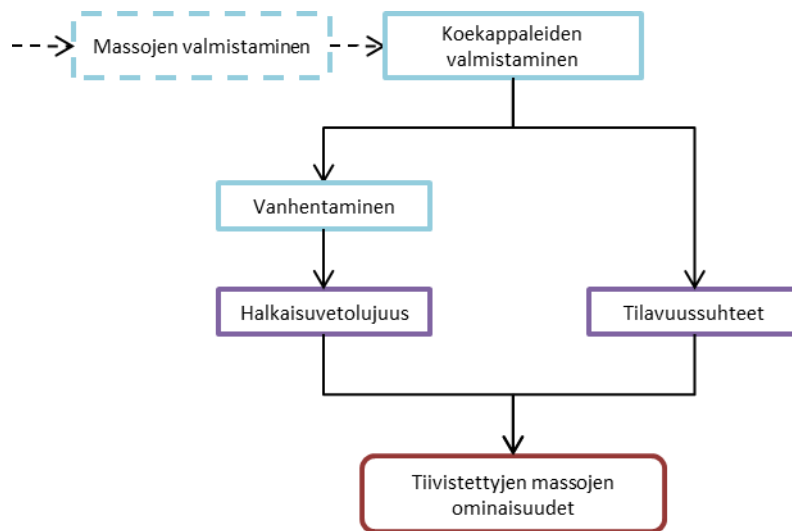 Massojen valmistaminen
Koekappaleiden
valmistaminen
Vanhentaminen
Halkaisuvetolujuus
Tilavuussuhteet
Tiivistettyjen massojen
ominaisuudet